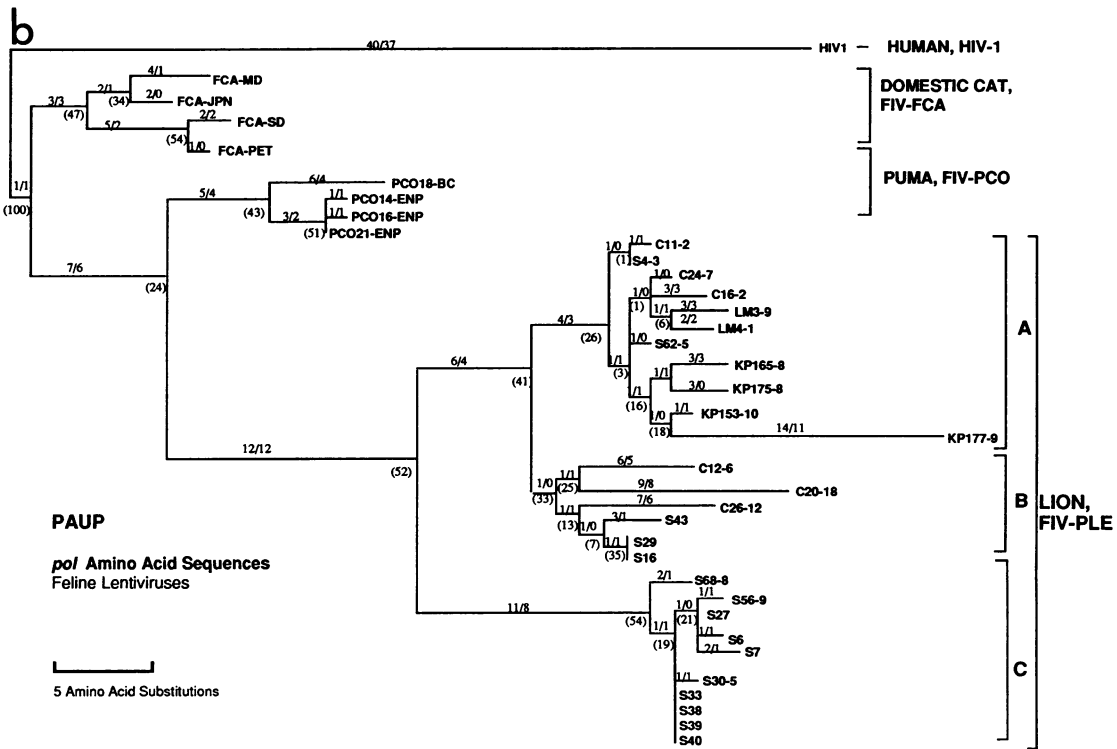 b
40/37
HIV1
HUMAN, HIV-1
4/1
FCA-MD
2/1
(34)
2/0
FCA-JPN
3/3
(47)
5/2
2/2
FCA-SD
(54)
1/0
FCA-PET
DOMESTIC CAT,
FIV-FCA
1/1
(100)
5/4
(43)
6/4
PCO18-BC
1/1
PCO14-ENP
3/2
1/1
PCO16-ENP
(51)
PCO21-ENP
PUMA, FIV-PCO
7/6
(24)
1/0
1/1
C11-2
(1)
S4-3
1/0
C24-7
1/0
(1)
3/3
C16-2
1/1
(6)
3/3
LM3-9
2/2
LM4-1
4/3
(26)
1/0
S62-5
1/1
(3)
3/3
KP165-8
1/1
3/0
KP175-8
1/1
(16)
1/1
KP153-10
1/0
(18)
14/11
KP177-9
A
6/4
(41)
12/12
(52)
6/5
C12-6
1/1
(25)
9/8
C20-18
1/0
(33)
7/6
C26-12
1/1
(13)
3/1
S43
1/0
(7)
1/1
(35)
S29
S16
B
LION,
FIV-PLE
PAUP
pol Amino Acid Sequences
Feline Lentiviruses
11/8
(54)
2/1
S68-8
1/1
S56-9
1/0
(21)
S27
1/1
(19)
1/1
S6
2/1
S7
1/1
S30-5
S33
S38
S39
S40
C
5 Amino Acid Substitutions